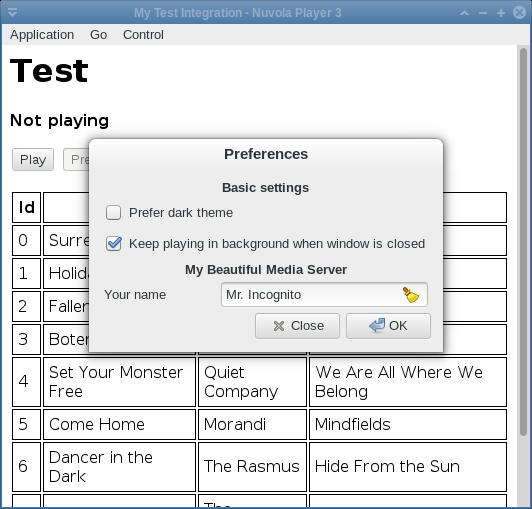 My Test Integration - Nuvola Player 3
Application Go Control
Test
Not playing
Play Pre
Preferences
Basic settings
Prefer dark theme
Keep playing in background when window is closed
My Beautiful Media Server
Your name Mr. Incognito
Close OK
Id
0 Surre
1 Holida
2 Fallen
3 Boter
4 Set Your Monster Free Quiet Company We Are All Where We Belong
5 Come Home Morandi Mindfields
6 Dancer in the Dark The Rasmus Hide From the Sun
The